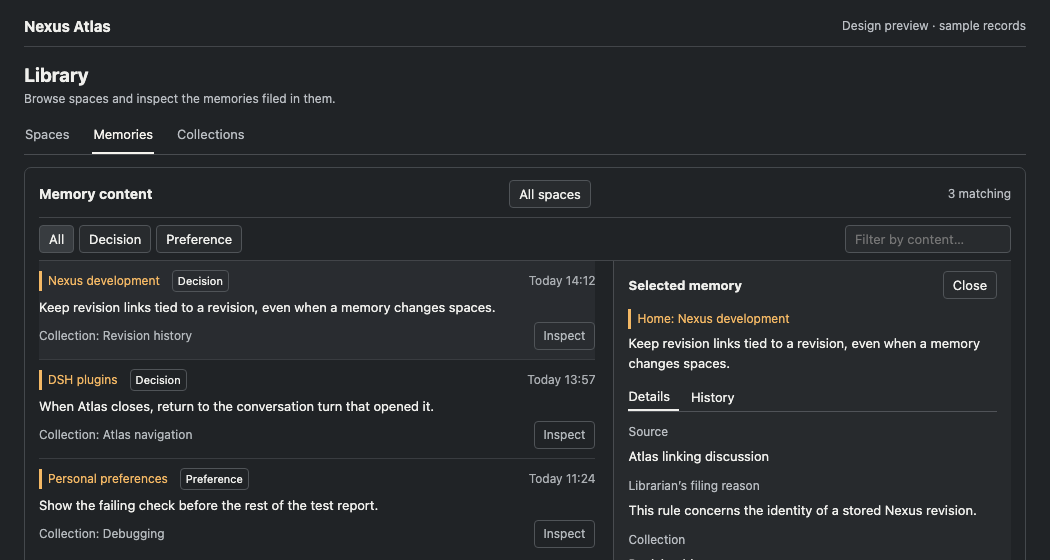 Nexus Atlas
Design preview · sample records
Library
Browse spaces and inspect the memories filed in them.
Spaces
Memories
Collections
Memory content
All spaces
3 matching
All
Decision
Preference
Filter by content...
Nexus development
Decision
Today 14:12
Keep revision links tied to a revision, even when a memory changes spaces.
Collection: Revision history
Inspect
DSH plugins
Decision
Today 13:57
When Atlas closes, return to the conversation turn that opened it.
Collection: Atlas navigation
Inspect
Personal preferences
Preference
Today 11:24
Show the failing check before the rest of the test report.
Collection: Debugging
Inspect
Selected memory
Close
Home: Nexus development
Keep revision links tied to a revision, even when a memory
changes spaces.
Details
History
Source
Atlas linking discussion
Librarian’s filing reason
This rule concerns the identity of a stored Nexus revision.
Collection